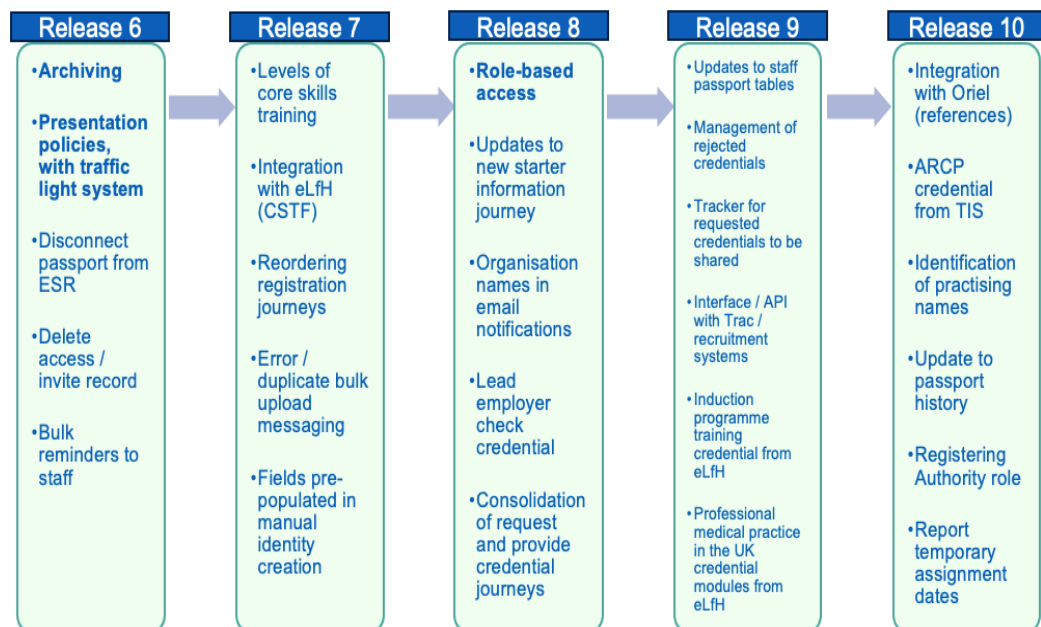 Release 6
•Archiving
•Presentation
policies,
with traffic
light system
•Disconnect
passport from
ESR
•Delete
access /
invite record
•Bulk
reminders to
staff
Release 7
•Levels of
core skills
training
•Integration
with eLfH
(CSTF)
•Reordering
registration
journeys
•Error /
duplicate bulk
upload
messaging
•Fields pre-
populated in
manual
identity
creation
Release 8
•Role-based
access
•Updates to
new starter
information
journey
•Organisation
names in
email
notifications
•Lead
employer
check
credential
•Consolidation
of request
and provide
credential
journeys
Release 9
•Updates to staff
passport tables
•Management of
rejected
credentials
•Tracker for
requested
credentials to be
shared
•Interface / API
with Trac /
recruitment
systems
•Induction
programme
training
credential from
eLfH
•Professional
medical practice
in the UK
credential
modules from
eLfH
Release 10
•Integration
with Oriel
(references)
•ARCP
credential
from TIS
•Identification
of practising
names
•Update to
passport
history
•Registering
Authority role
•Report
temporary
assignment
dates